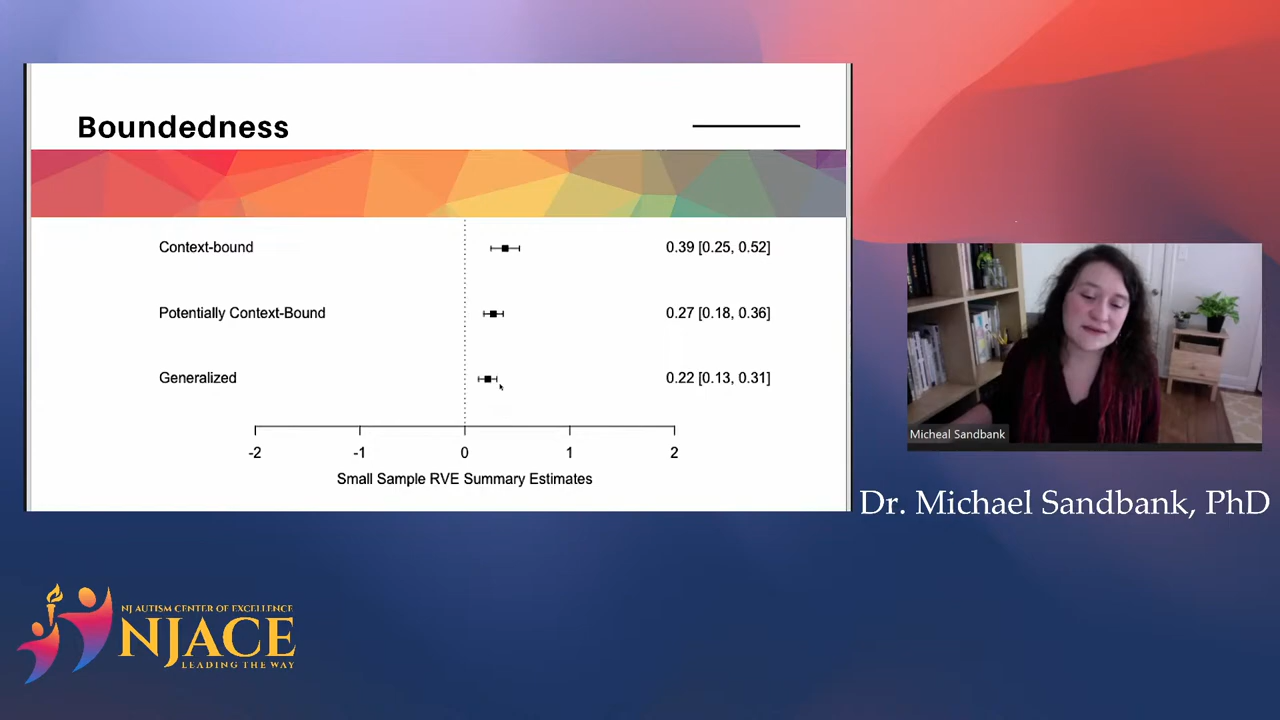 Boundedness
Context-bound 0.39 [0.25, 0.52]
Potentially Context-Bound 0.27 [0.18, 0.36]
Generalized 0.22 [0.13, 0.31]
-2 -1 0 1 2
Small Sample RVE Summary Estimates
Micheal Sandbank
Dr. Michael Sandbank, PhD
NJ AUTISM CENTER OF EXCELLENCE
NJACE
LEADING THE WAY